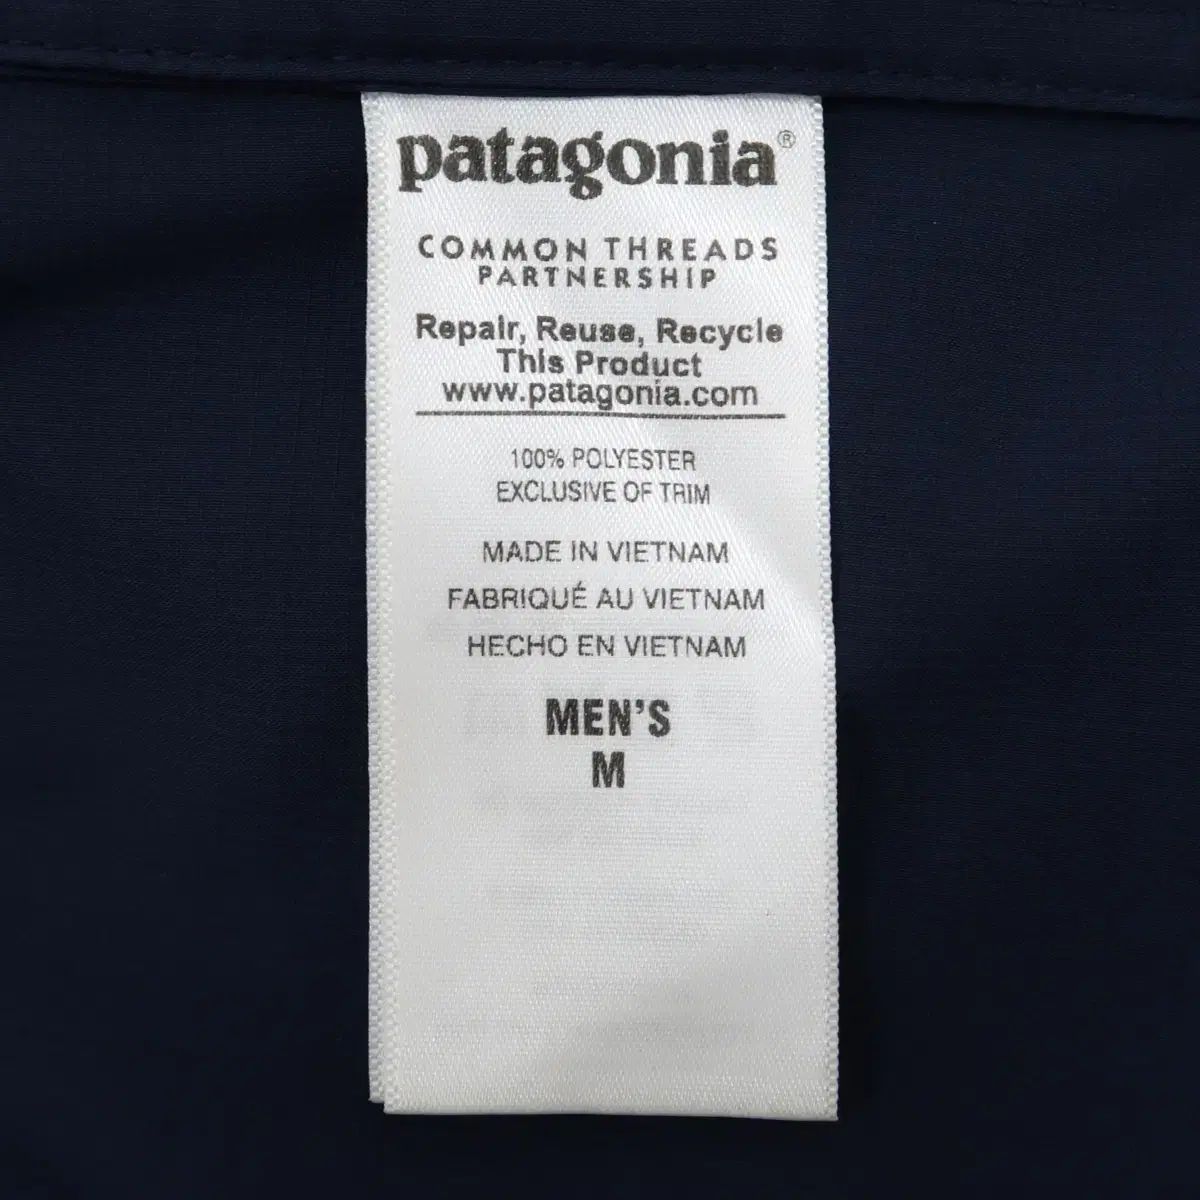 patagonia®
COMMON THREADS
PARTNERSHIP
Repair, Reuse, Recycle
This Product
www.patagonia.com
100% POLYESTER
EXCLUSIVE OF TRIM
MADE IN VIETNAM
FABRIQUÉ AU VIETNAM
HECHO EN VIETNAM
MEN'S
M